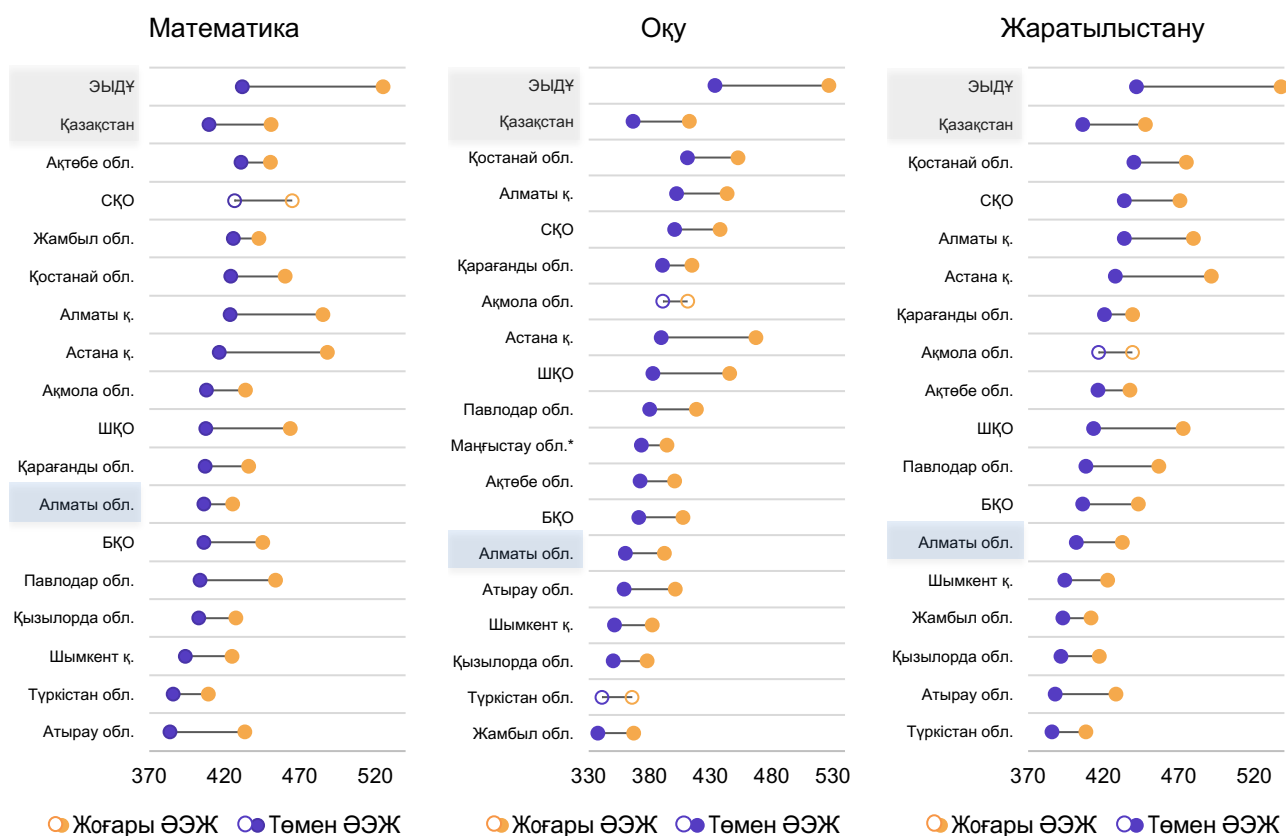 Математика
ЭЫДҰ
Қазақстан
Ақтөбе обл.
СҚО
Жамбыл обл.
Қостанай обл.
Алматы қ.
Астана қ.
Ақмола обл.
ШҚО
Қарағанды обл.
Алматы обл.
БҚО
Павлодар обл.
Қызылорда обл.
Шымкент қ.
Түркістан обл.
Атырау обл.
370 420 470 520
Жоғары ӘЭЖ Төмен ӘЭЖ
Оқу
ЭЫДҰ
Қазақстан
Қостанай обл.
Алматы қ.
СҚО
Қарағанды обл.
Ақмола обл.
Астана қ.
ШҚО
Павлодар обл.
Маңғыстау обл.*
Ақтөбе обл.
БҚО
Алматы обл.
Атырау обл.
Шымкент қ.
Қызылорда обл.
Түркістан обл.
Жамбыл обл.
330 380 430 480 530
Жоғары ӘЭЖ Төмен ӘЭЖ
Жаратылыстану
ЭЫДҰ
Қазақстан
Қостанай обл.
СҚО
Алматы қ.
Астана қ.
Қарағанды обл.
Ақмола обл.
Ақтөбе обл.
ШҚО
Павлодар обл.
БҚО
Алматы обл.
Шымкент қ.
Жамбыл обл.
Қызылорда обл.
Атырау обл.
Түркістан обл.
370 420 470 520
Жоғары ӘЭЖ Төмен ӘЭЖ